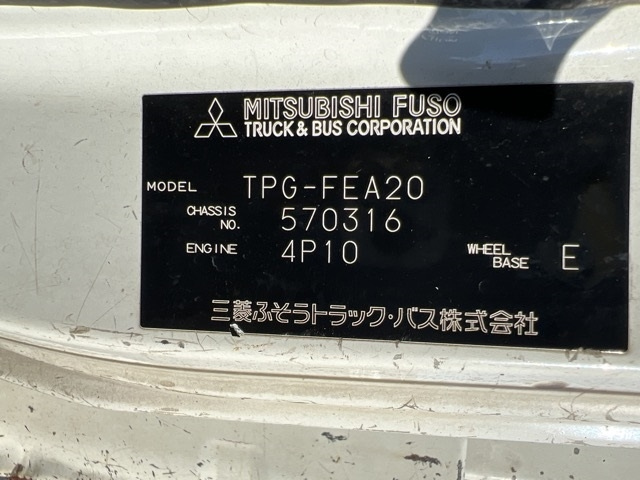 MITSUBISHI FUSO
TRUCK & BUS CORPORATION
MODEL TPG-FEA20
CHASSIS NO. 570316
ENGINE 4P10 WHEEL BASE E
三菱ふそうトラック・バス株式会社